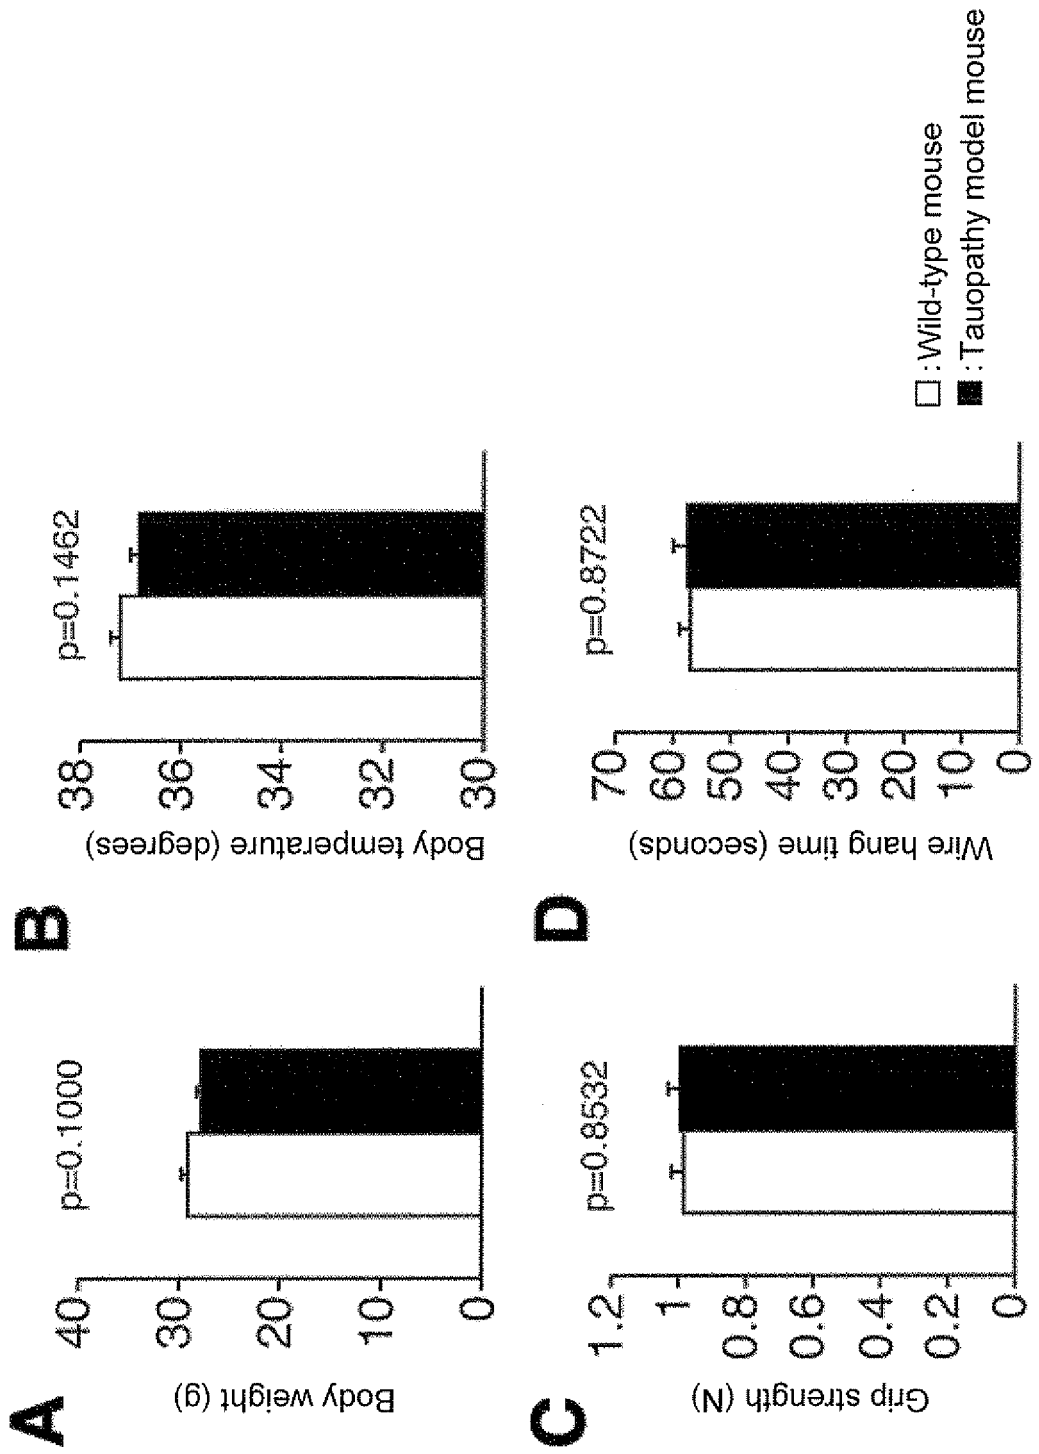 A
p=0.1000
Body weight (g)
40
30
20
10
0
B
p=0.1462
Body temperature (degrees)
38
36
34
32
30
C
p=0.8532
Grip strength (N)
1.2
1
0.8
0.6
0.4
0.2
0
D
p=0.8722
Wire hang time (seconds)
70
60
50
40
30
20
10
0
: Wild-type mouse
: Tauopathy model mouse